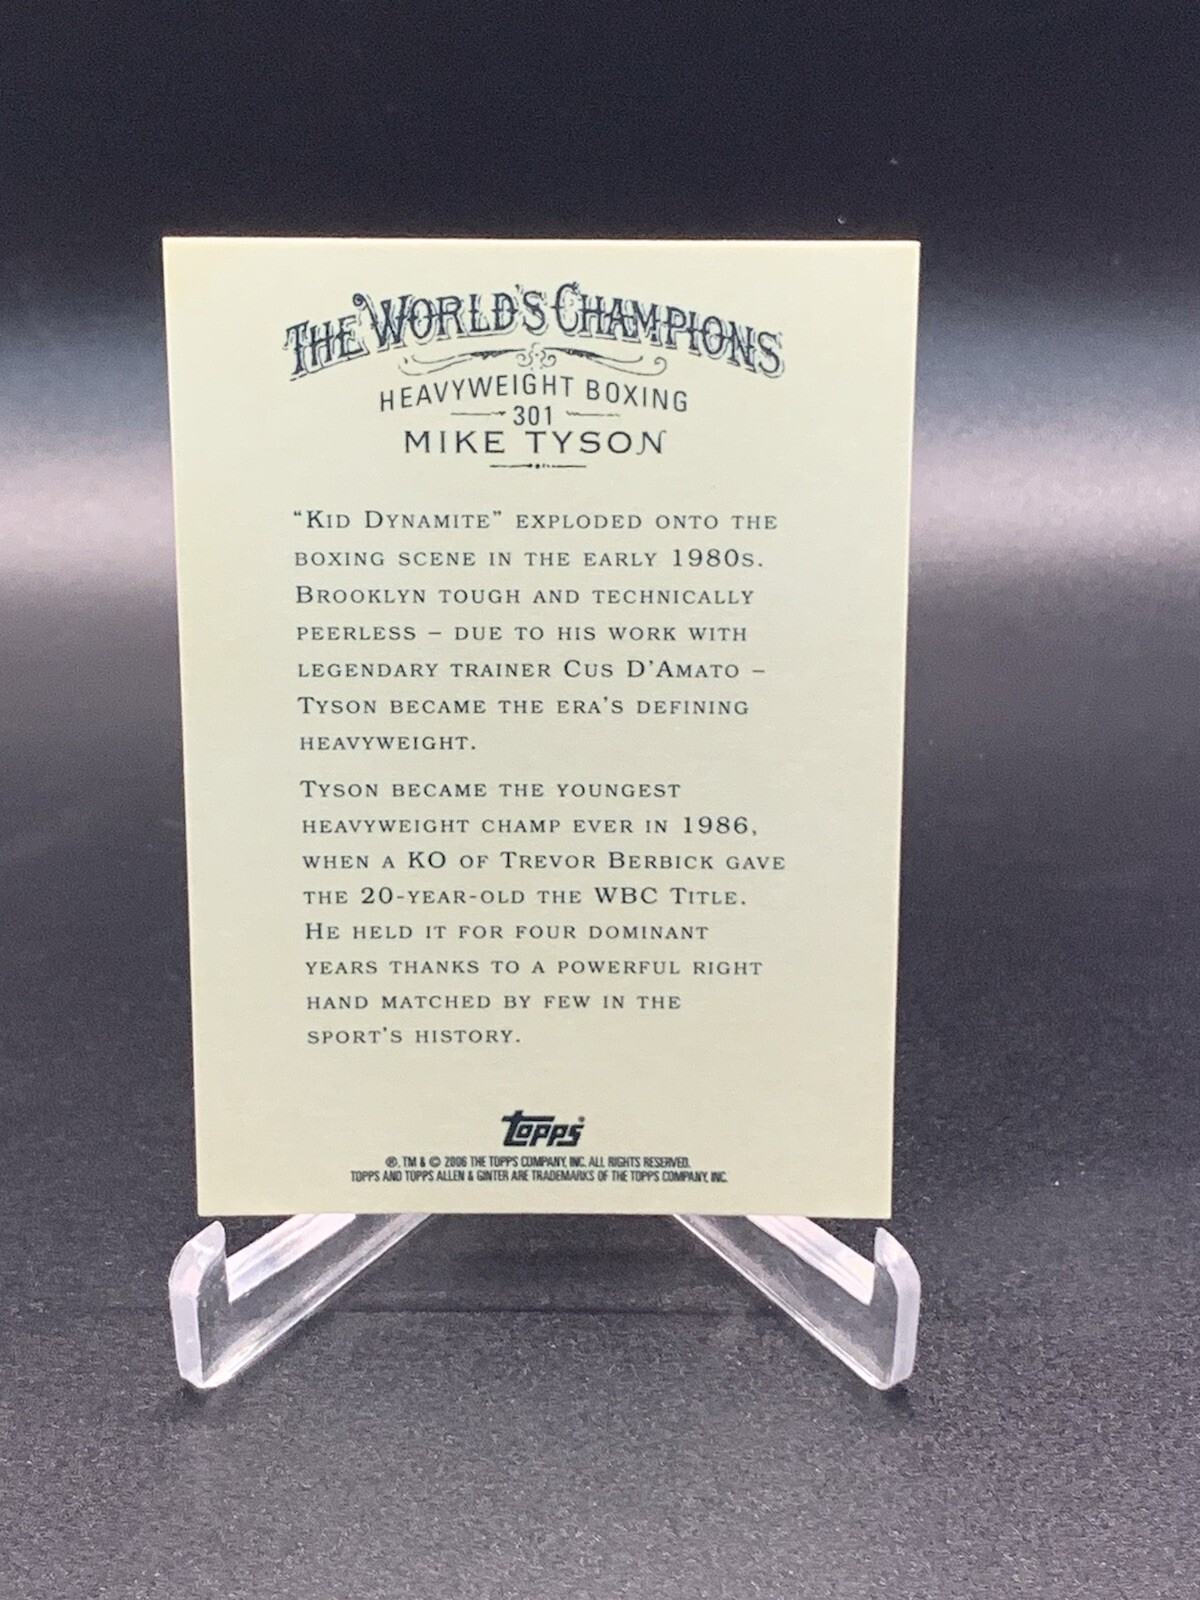 THE WORLD'S CHAMPIONS
HEAVYWEIGHT BOXING
301
MIKE TYSON
"KID DYNAMITE" EXPLODED ONTO THE
BOXING SCENE IN THE EARLY 1980S.
BROOKLYN TOUGH AND TECHNICALLY
PEERLESS – DUE TO HIS WORK WITH
LEGENDARY TRAINER CUS D'AMATO –
TYSON BECAME THE ERA'S DEFINING
HEAVYWEIGHT.
TYSON BECAME THE YOUNGEST
HEAVYWEIGHT CHAMP EVER IN 1986,
WHEN A KO OF TREVOR BERBICK GAVE
THE 20-YEAR-OLD THE WBC TITLE.
HE HELD IT FOR FOUR DOMINANT
YEARS THANKS TO A POWERFUL RIGHT
HAND MATCHED BY FEW IN THE
SPORT'S HISTORY.
topps®
®, TM & © 2006 THE TOPPS COMPANY, INC. ALL RIGHTS RESERVED.
TOPPS AND TOPPS ALLEN & GINTER ARE TRADEMARKS OF THE TOPPS COMPANY, INC.